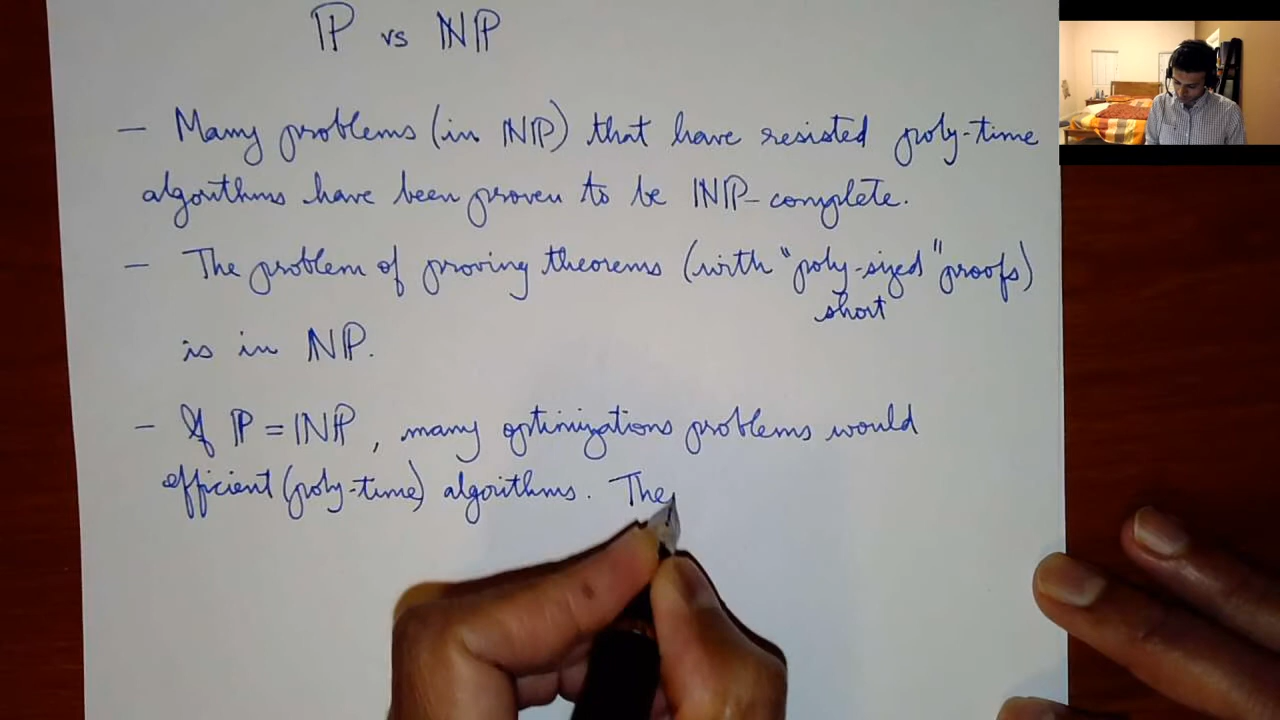 P vs NP
- Many problems (in NP) that have resisted poly-time
algorithms have been proven to be NP-complete.
- The problem of proving theorems (with "poly-sized" proofs)
short
is in NP.
- If P = NP, many optimizations problems would
efficient (poly-time) algorithms. The